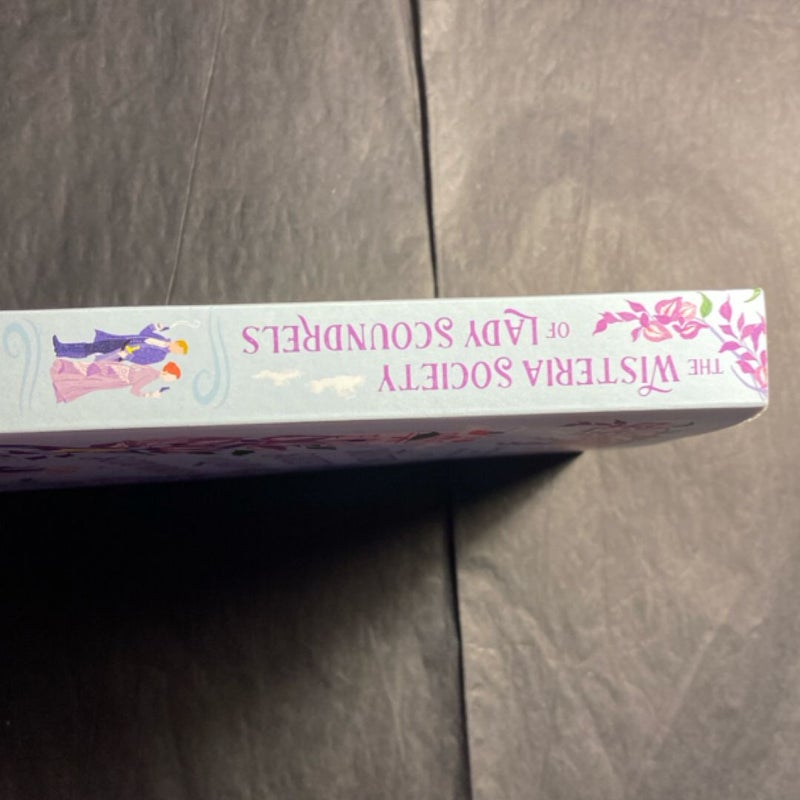 THE WISTERIA SOCIETY
OF LADY SCOUNDRELS